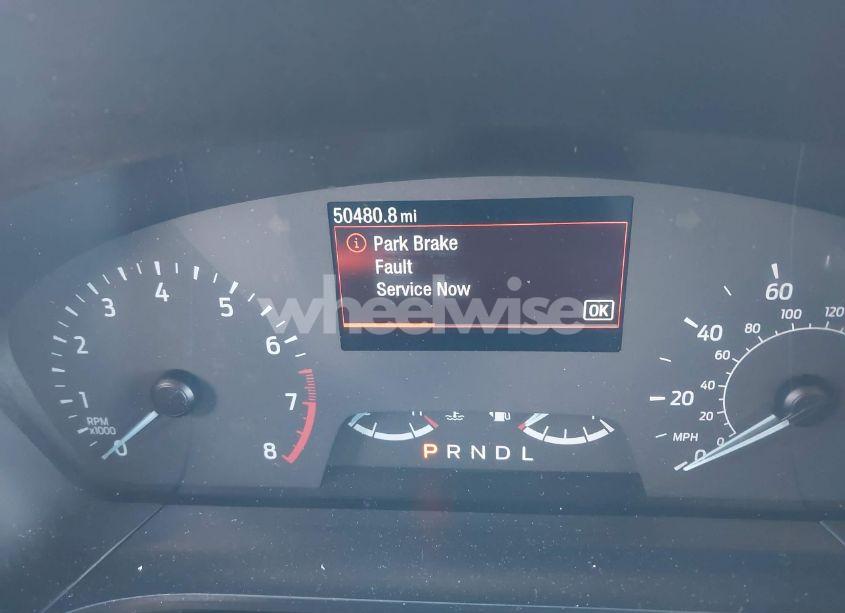 50480.8 mi
Park Brake
Fault
Service Now
OK
wheelwise
0 1 2 3 4 5 6 7 8
RPM
x1000
P R N D L
0 20 40 60
MPH
0 20 40 60 80 100 120